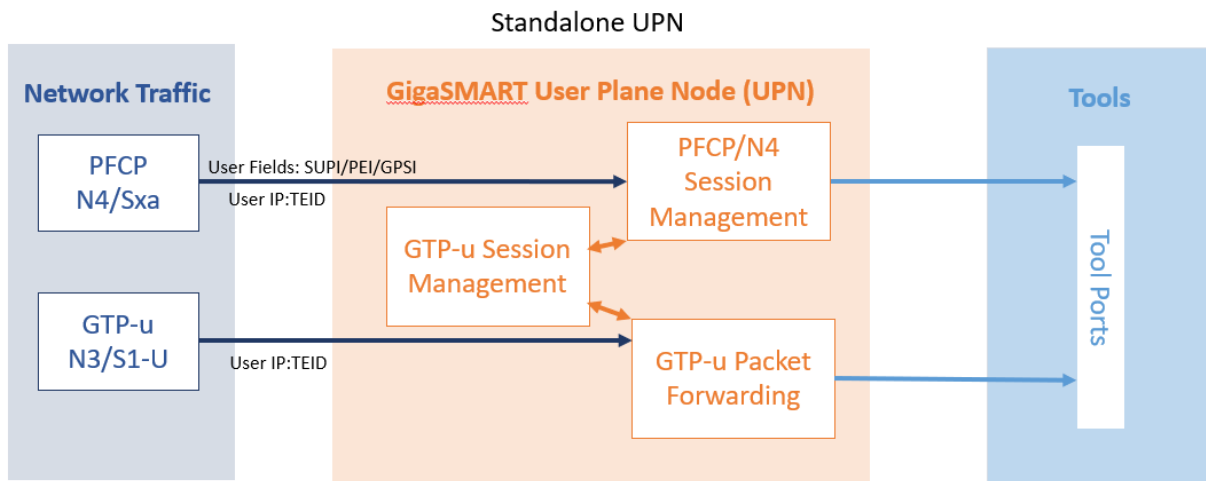 Standalone UPN
Network Traffic
PFCP
N4/Sxa
GTP-u
N3/S1-U
User Fields: SUPI/PEI/GPSI
User IP:TEID
User IP:TEID
GigaSMART User Plane Node (UPN)
PFCP/N4
Session
Management
GTP-u Session
Management
GTP-u Packet
Forwarding
Tools
Tool Ports